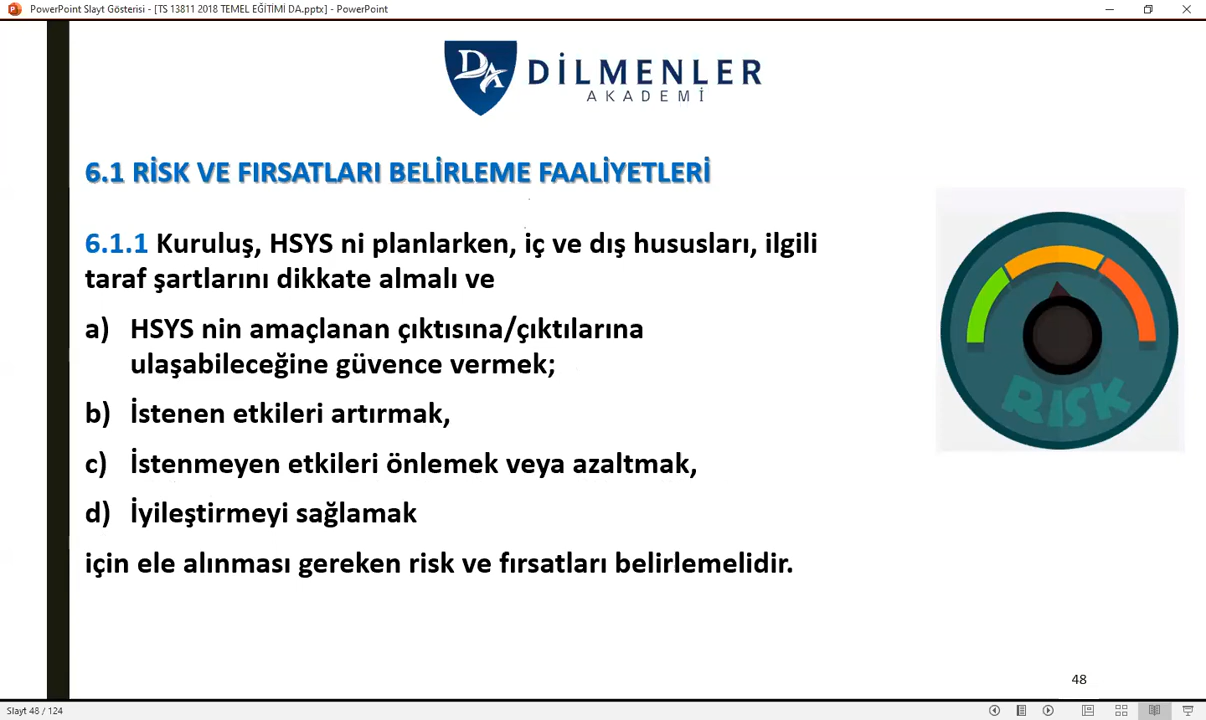 PowerPoint Slayt Gösterisi - [TS 13811 2018 TEMEL EĞİTİMİ DA.pptx] - PowerPoint
DA
DİLMENLER
AKADEMİ
6.1 RİSK VE FIRSATLARI BELİRLEME FAALİYETLERİ
6.1.1 Kuruluş, HSYS ni planlarken, iç ve dış hususları, ilgili
taraf şartlarını dikkate almalı ve
a) HSYS nin amaçlanan çıktısına/çıktılarına
ulaşabileceğine güvence vermek;
b) İstenen etkileri artırmak,
c) İstenmeyen etkileri önlemek veya azaltmak,
d) İyileştirmeyi sağlamak
için ele alınması gereken risk ve fırsatları belirlemelidir.
RISK
48
Slayt 48 / 124